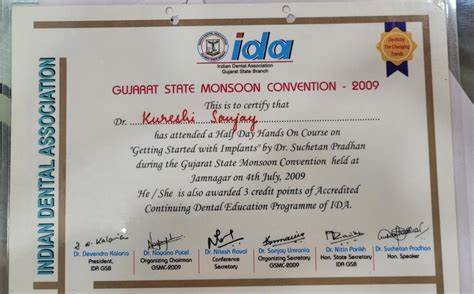 INDIAN DENTAL ASSOCIATION
ida
Indian Dental Association
Gujarat State Branch
Dentistry
The Changing
Trends
GUJARAT STATE MONSOON CONVENTION - 2009
This is to certify that
Dr. Kureshi Sanjay
has attended a Half Day Hands On Course on
"Getting Started with Implants" by Dr. Suchetan Pradhan
during the Gujarat State Monsoon Convention held at
Jamnagar on 4th July, 2009
He / She is also awarded 3 credit points of Accredited
Continuing Dental Education Programme of IDA.
Dr. Devendra Kalaria
President,
IDA GSB
Dr. Nayana Patel
Organizing Chairman
GSMC-2009
Dr. Nilesh Raval
Conference
Secretary
Dr. Sanjay Umrania
Organizing Secretary
GSMC-2009
Dr. Nitin Parikh
Hon. State Secretary
IDA GSB
Dr. Suchetan Pradhan
Hon. Speaker